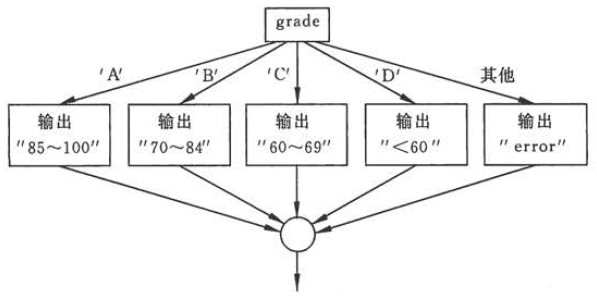 grade
'A'
'B'
'C'
'D'
其他
输出
"85～100"
输出
"70～84"
输出
"60～69"
输出
"＜60"
输出
" error"